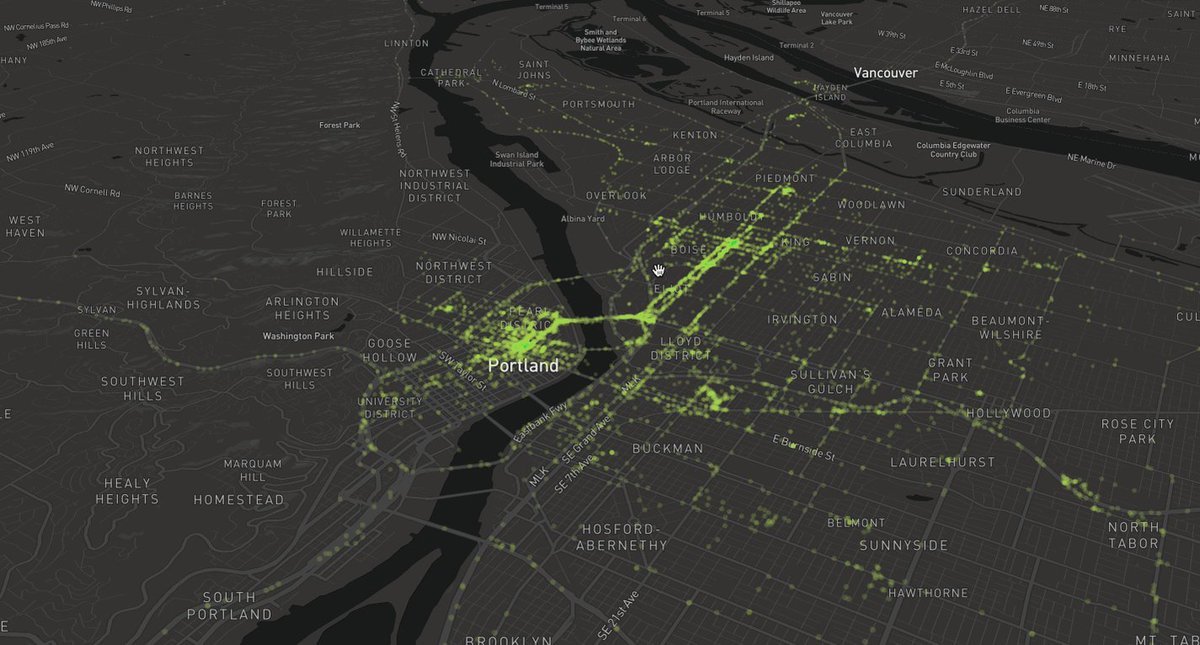 NW Phillips Rd
Terminal 5
Terminal 6
Terminal 5
Shillapoo
Wildlife Area
Vancouver
Lake Park
HAZEL DELL
NE 88th St
SAINT
NW Cornelius Pass Rd
NW 185th Ave
HANY
LINNTON
Smith and
Bybee Wetlands
Natural Area
W 39th St
RYE
Terminal 2
E 33rd St
NE 49th St
MINNEHAHA
CATHEDRAL
PARK
SAINT
JOHNS
Hayden Island
Vancouver
E McLoughlin Blvd
E 5th St
E Evergreen Blvd
E 18th St
N Lombard St
PORTSMOUTH
HAYDEN
ISLAND
Portland International
Raceway
Columbia
Business Center
NW St Helens Rd
Forest Park
KENTON
EAST
COLUMBIA
Columbia Edgewater
Country Club
NE Marine Dr
NW 119th Ave
NORTHWEST
HEIGHTS
Swan Island
Industrial Park
ARBOR
LODGE
NORTHWEST
INDUSTRIAL
DISTRICT
PIEDMONT
NW Cornell Rd
BARNES
HEIGHTS
FOREST
PARK
OVERLOOK
SUNDERLAND
WOODLAWN
WEST
HAVEN
WILLAMETTE
HEIGHTS
Albina Yard
HUMBOLDT
NW Nicolai St
BOISE
KING
VERNON
CONCORDIA
HILLSIDE
NORTHWEST
DISTRICT
ELIOT
SABIN
SYLVAN-
HIGHLANDS
ARLINGTON
HEIGHTS
SYLVAN
PEARL
DISTRICT
IRVINGTON
ALAMEDA
BEAUMONT-
WILSHIRE
CUL
GREEN
HILLS
Washington Park
GOOSE
HOLLOW
LLOYD
DISTRICT
Portland
SOUTHWEST
HILLS
SOUTHWEST
HILLS
SW Taylor St
MLK
SULLIVAN'S
GULCH
GRANT
PARK
UNIVERSITY
DISTRICT
Eastbank Fwy
SE Grand Ave
HOLLYWOOD
ROSE CITY
PARK
BUCKMAN
E Burnside St
LAURELHURST
MLK
SE 7th Ave
MARQUAM
HILL
HEALY
HEIGHTS
HOMESTEAD
HOSFORD-
ABERNETHY
BELMONT
SUNNYSIDE
NORTH
TABOR
HAWTHORNE
SOUTH
PORTLAND
SE 21st Ave
BROOKLYN
MT TAB